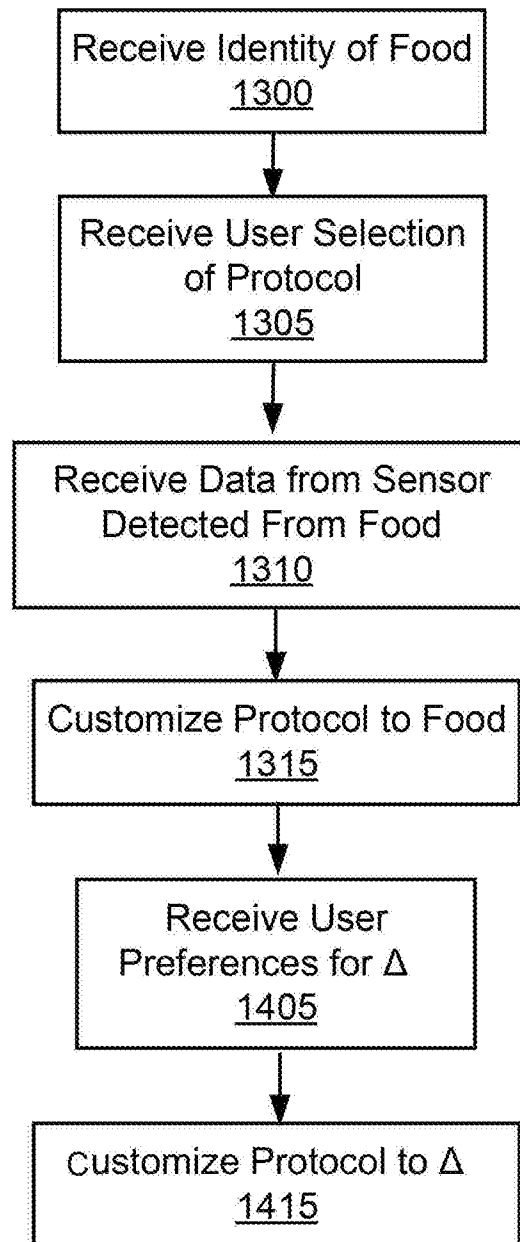 Receive Identity of Food
1300
Receive User Selection
of Protocol
1305
Receive Data from Sensor
Detected From Food
1310
Customize Protocol to Food
1315
Receive User
Preferences for Δ
1405
Customize Protocol to Δ
1415